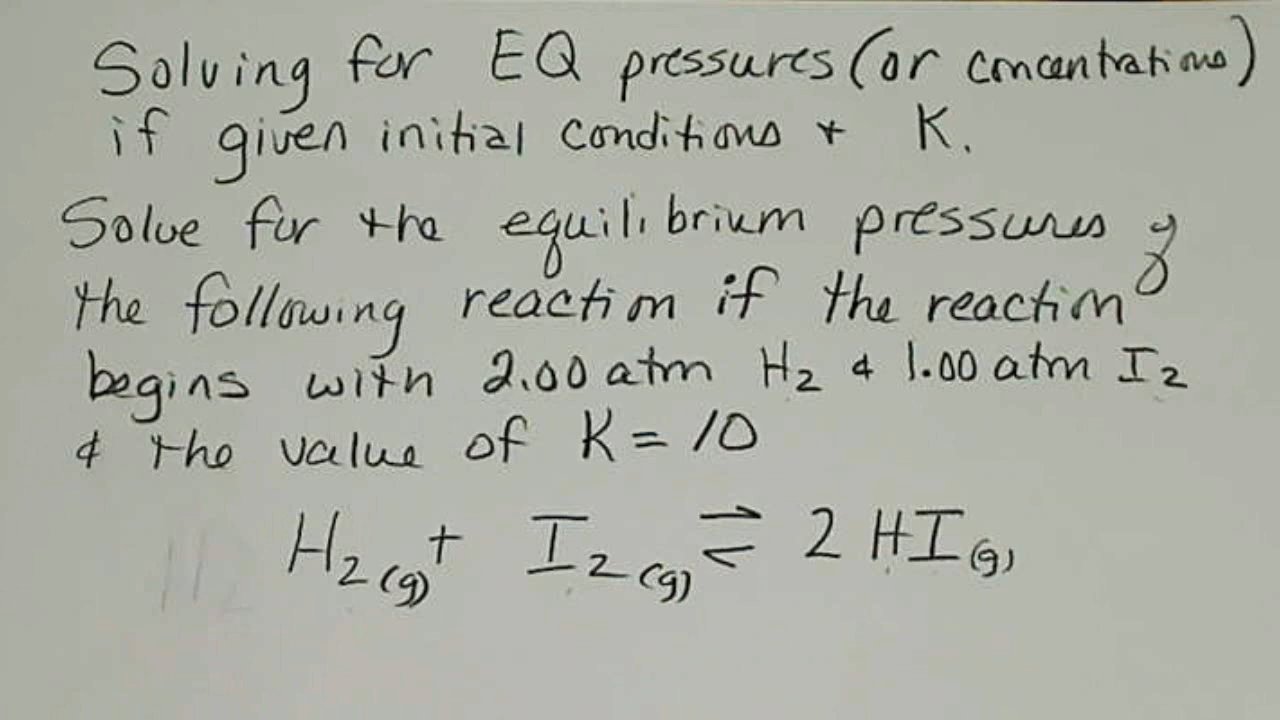 Solving for EQ pressures (or concentrations)
if given initial conditions + K.
Solve for the equilibrium pressures of
the following reaction if the reaction
begins with 2.00 atm H2 & 1.00 atm I2
& the value of K = 10
H2(g) + I2(g) ⇌ 2 HI(g)